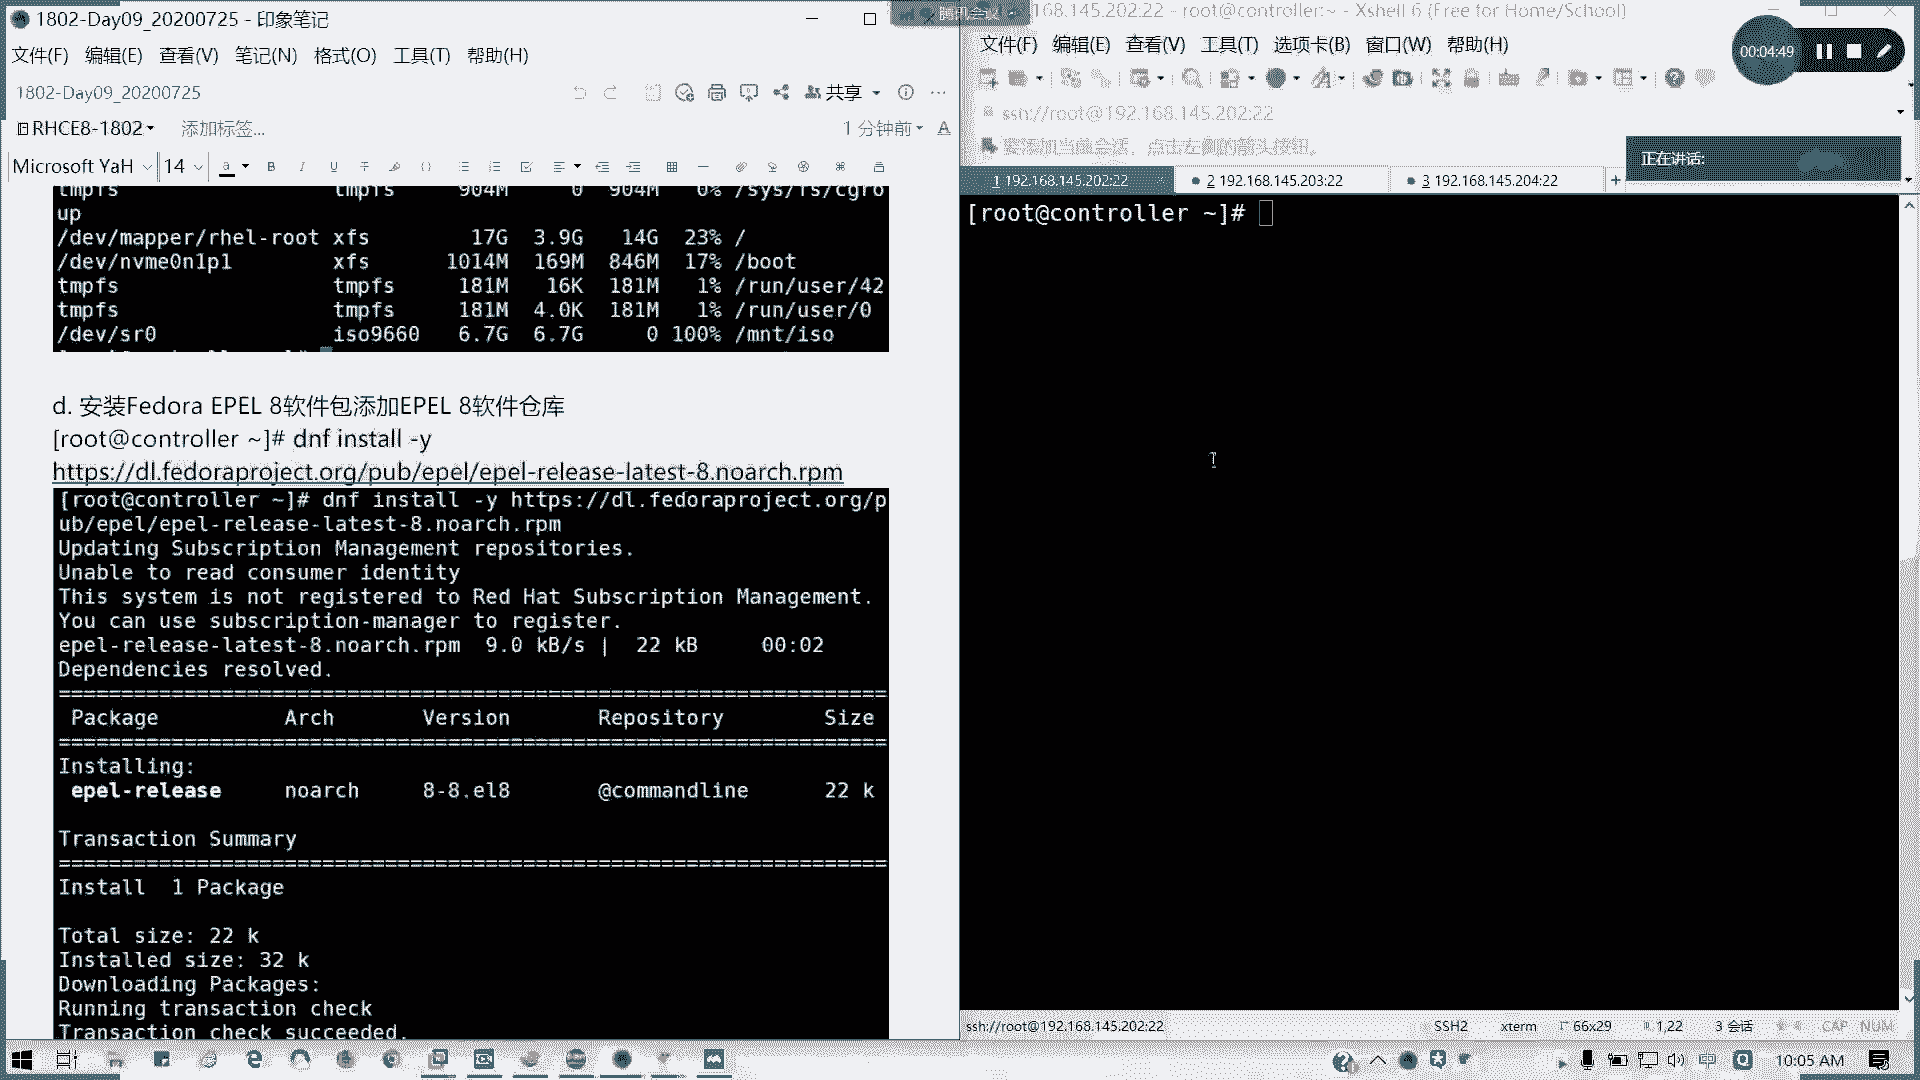 1802-Day09_20200725 - 印象笔记
文件(F) 编辑(E) 查看(V) 笔记(N) 格式(O) 工具(T) 帮助(H)
1802-Day09_20200725
共享
RHCE8-1802
添加标签...
1 分钟前
Microsoft YaH 14
tmpfs tmpfs 904M 0 904M 0% /sys/fs/cgro
up
/dev/mapper/rhel-root xfs 17G 3.9G 14G 23% /
/dev/nvme0n1p1 xfs 1014M 169M 846M 17% /boot
tmpfs tmpfs 181M 16K 181M 1% /run/user/42
tmpfs tmpfs 181M 4.0K 181M 1% /run/user/0
/dev/sr0 iso9660 6.7G 6.7G 0 100% /mnt/iso
d. 安装Fedora EPEL 8软件包添加EPEL 8软件仓库
[root@controller ~]# dnf install -y
https://dl.fedoraproject.org/pub/epel/epel-release-latest-8.noarch.rpm
[root@controller ~]# dnf install -y https://dl.fedoraproject.org/p
ub/epel/epel-release-latest-8.noarch.rpm
Updating Subscription Management repositories.
Unable to read consumer identity
This system is not registered to Red Hat Subscription Management.
You can use subscription-manager to register.
epel-release-latest-8.noarch.rpm 9.0 kB/s | 22 kB 00:02
Dependencies resolved.
Package Arch Version Repository Size
Installing:
epel-release noarch 8-8.el8 @commandline 22 k
Transaction Summary
Install 1 Package
Total size: 22 k
Installed size: 32 k
Downloading Packages:
Running transaction check
Transaction check succeeded.
腾讯会议
168.145.202:22 - root@controller:~ - Xshell 6 (Free for Home/School)
文件(F) 编辑(E) 查看(V) 工具(T) 选项卡(B) 窗口(W) 帮助(H)
00:04:49
ssh://root@192.168.145.202:22
要添加当前会话，点击左侧的箭头按钮。
正在讲话:
1 192.168.145.202:22
2 192.168.145.203:22
3 192.168.145.204:22
[root@controller ~]#
ssh://root@192.168.145.202:22
SSH2 xterm 66x29 1,22 3 会话 CAP NUM
中
10:05 AM